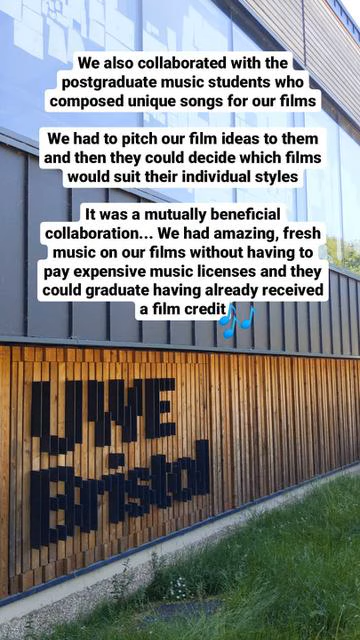 We also collaborated with the
postgraduate music students who
composed unique songs for our films
We had to pitch our film ideas to them
and then they could decide which films
would suit their individual styles
It was a mutually beneficial
collaboration... We had amazing, fresh
music on our films without having to
pay expensive music licenses and they
could graduate having already received
a film credit
UWE
Bristol